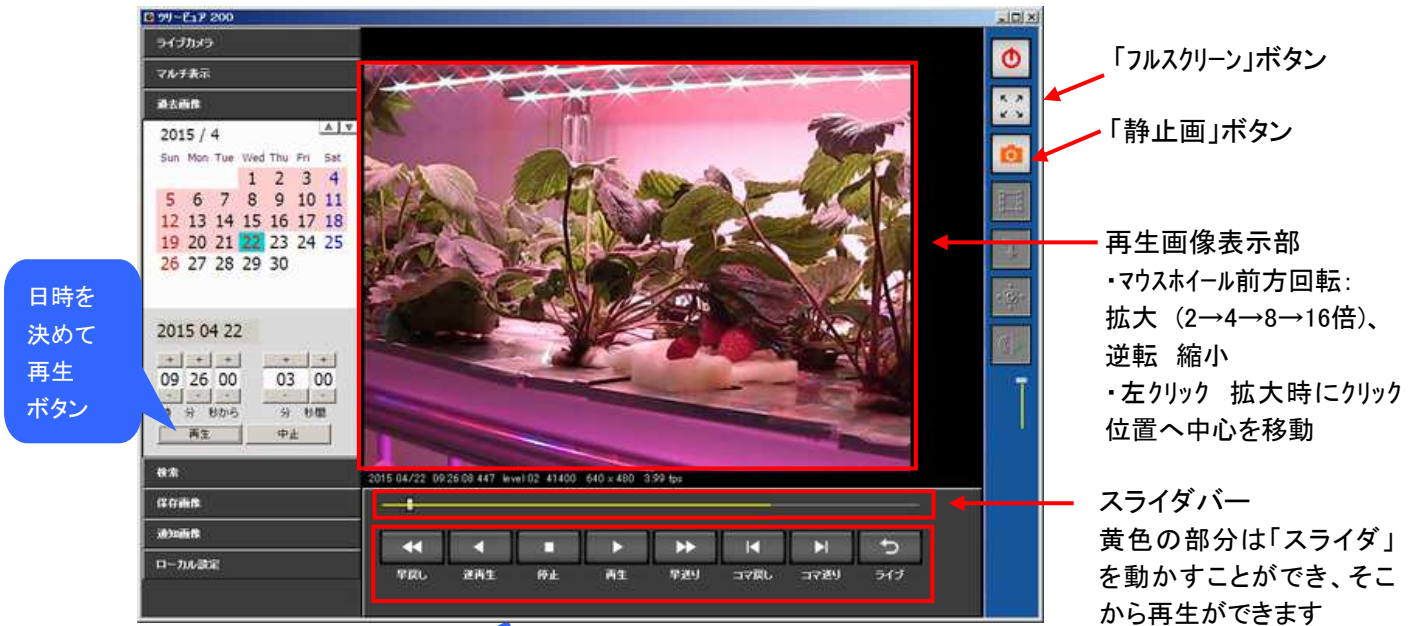 クリーピュア 200
ライブカメラ
マルチ表示
過去画像
2015 / 4
Sun Mon Tue Wed Thu Fri Sat
1 2 3 4
5 6 7 8 9 10 11
12 13 14 15 16 17 18
19 20 21 22 23 24 25
26 27 28 29 30
2015 04 22
+ + + + +
09 26 00 03 00
- - - - -
分 秒から 分 秒間
再生 中止
検索
保存画像
通知画像
ローカル設定
日時を
決めて
再生
ボタン
2015 04/22 09:26:08 447 level 02 41400 640 x 480 3.99 fps
早戻し 逆再生 停止 再生 早送り コマ戻し コマ送り ライブ
「フルスクリーン」ボタン
「静止画」ボタン
再生画像表示部
・マウスホイール前方回転:
拡大 (2→4→8→16倍)、
逆転 縮小
・左クリック 拡大時にクリック
位置へ中心を移動
スライダバー
黄色の部分は「スライダ」
を動かすことができ、そこ
から再生ができます